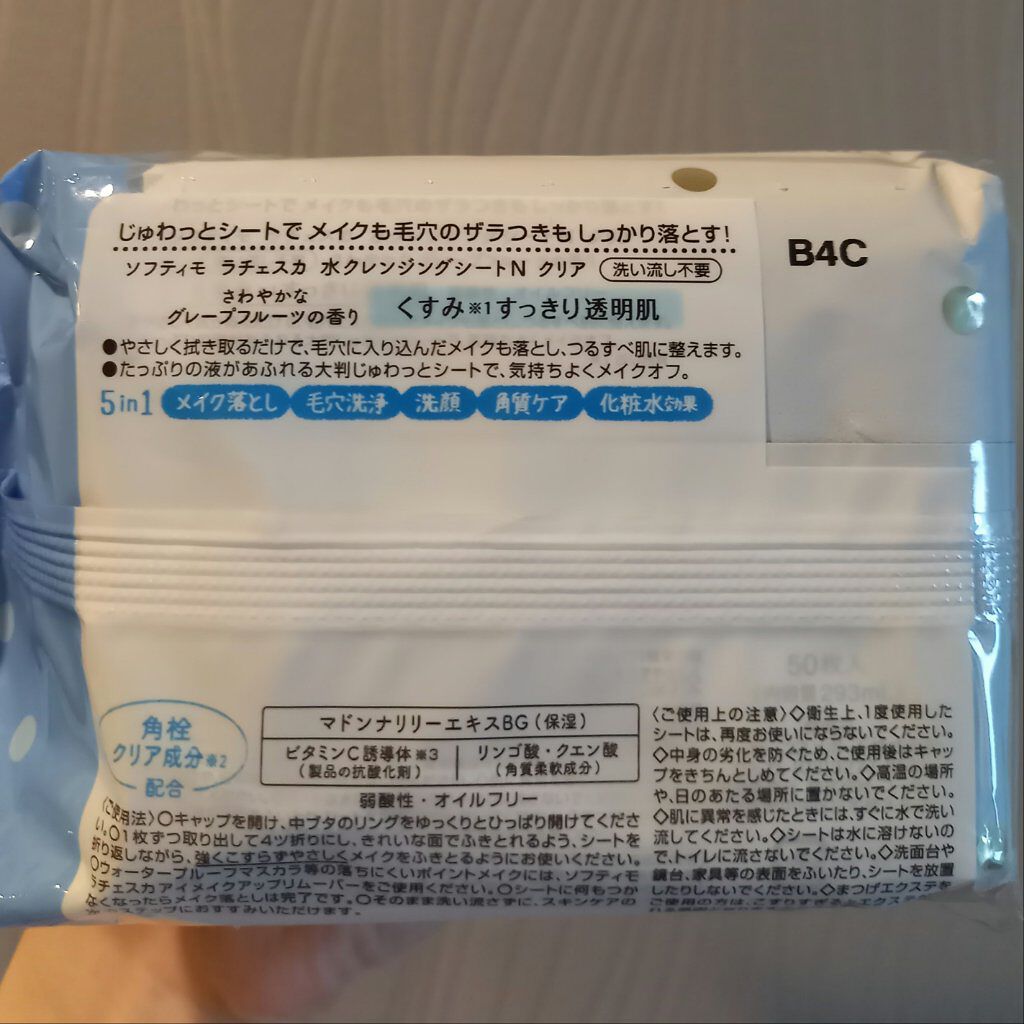 じゅわっとシートで メイクも毛穴のザラつきも しっかり落とす!
ソフティモ ラチェスカ 水クレンジングシートN クリア 洗い流し不要
さわやかな
グレープフルーツの香り
くすみ※1すっきり透明肌
●やさしく拭き取るだけで、毛穴に入り込んだメイクも落とし、つるすべ肌に整えます。
●たっぷりの液があふれる大判じゅわっとシートで、気持ちよくメイクオフ。
5in1 メイク落とし 毛穴洗浄 洗顔 角質ケア 化粧水効果
B4C
角栓
クリア成分※2
配合
マドンナリリーエキスBG(保湿)
ビタミンC誘導体※3
(製品の抗酸化剤)
リンゴ酸・クエン酸
(角質柔軟成分)
弱酸性・オイルフリー
〈ご使用法〉○キャップを開け、中ブタのリングをゆっくりとひっぱり開けてくださ
い。○1枚ずつ取り出して4ツ折りにし、きれいな面でふきとれるよう、シートを
折り返しながら、強くこすらずやさしくメイクをふきとるようにお使いください。
○ウォータープルーフマスカラ等の落ちにくいポイントメイクには、ソフティモ
ラチェスカアイメイクアップリムーバーをご使用ください。○シートに何もつか
なくなったらメイク落としは完了です。○そのまま洗い流さずに、スキンケアの
ステップにおすすみいただけます。
〈ご使用上の注意〉◇衛生上、1度使用した
シートは、再度お使いにならないでください。
◇中身の劣化を防ぐため、ご使用後はキャッ
プをきちんとしめてください。◇高温の場所
や、日のあたる場所に置かないでください。
◇肌に異常を感じたときには、すぐに水で洗い
流してください。◇シートは水に溶けないの
で、トイレに流さないでください。◇洗面台や
鏡台、家具等の表面をふいたり、シートを放置
したりしないでください。◇まつげエクステを
ご使用の方は、こすりすぎると